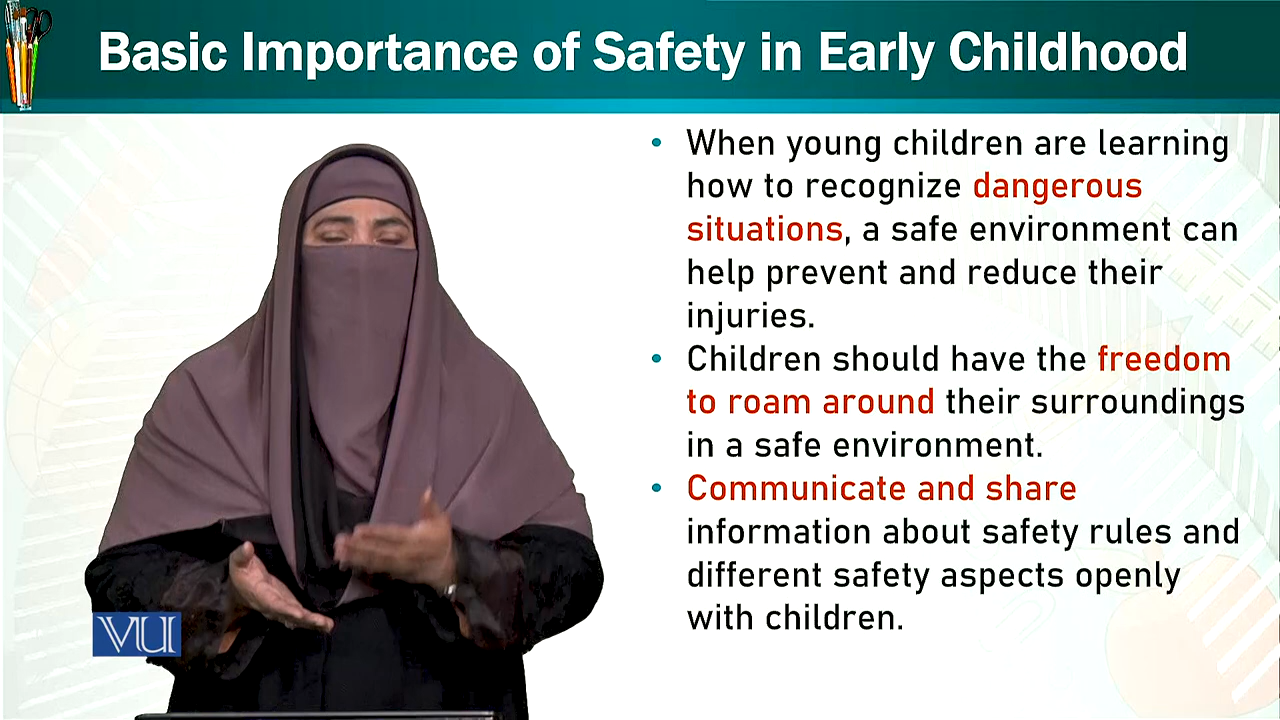 Basic Importance of Safety in Early Childhood
• When young children are learning
how to recognize dangerous
situations, a safe environment can
help prevent and reduce their
injuries.
• Children should have the freedom
to roam around their surroundings
in a safe environment.
• Communicate and share
information about safety rules and
different safety aspects openly
with children.
VU